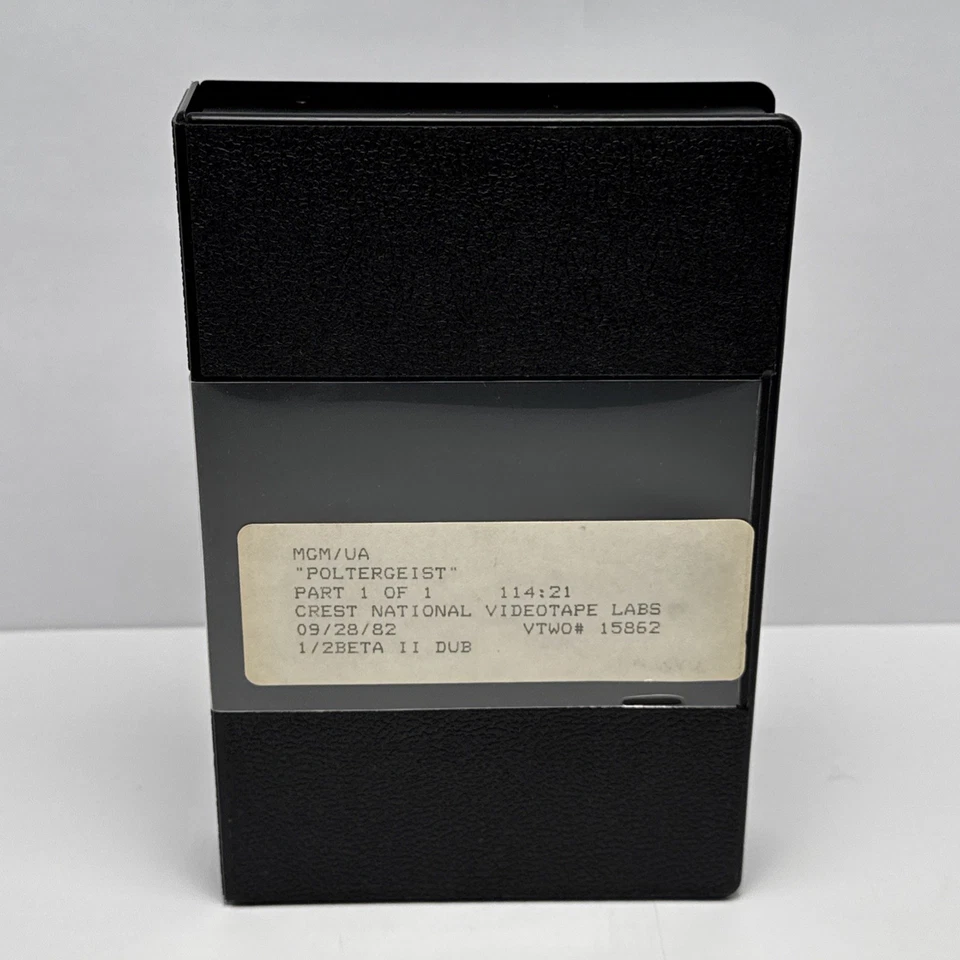 MGM/UA
"POLTERGEIST"
PART 1 OF 1 114:21
CREST NATIONAL VIDEOTAPE LABS
09/28/82 VTWO# 15862
1/2BETA II DUB